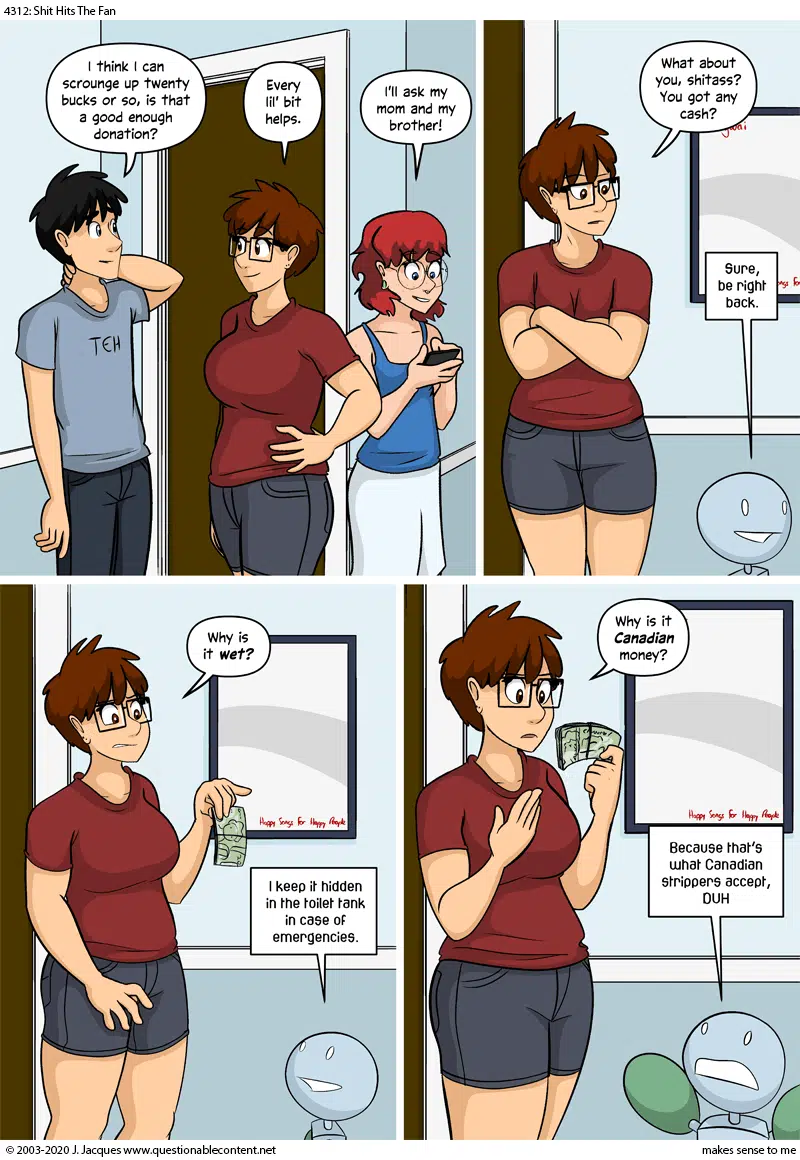 4312: Shit Hits The Fan
I think I can
scrounge up twenty
bucks or so, is that
a good enough
donation?
Every
lil' bit
helps.
I'll ask my
mom and my
brother!
TEH
What about
you, shitass?
You got any
cash?
Sure,
be right
back.
Why is
it wet?
Happy Songs For Happy People
I keep it hidden
in the toilet tank
in case of
emergencies.
Why is it
Canadian
money?
Happy Songs For Happy People
Because that's
what Canadian
strippers accept,
DUH
© 2003-2020 J. Jacques www.questionablecontent.net
makes sense to me